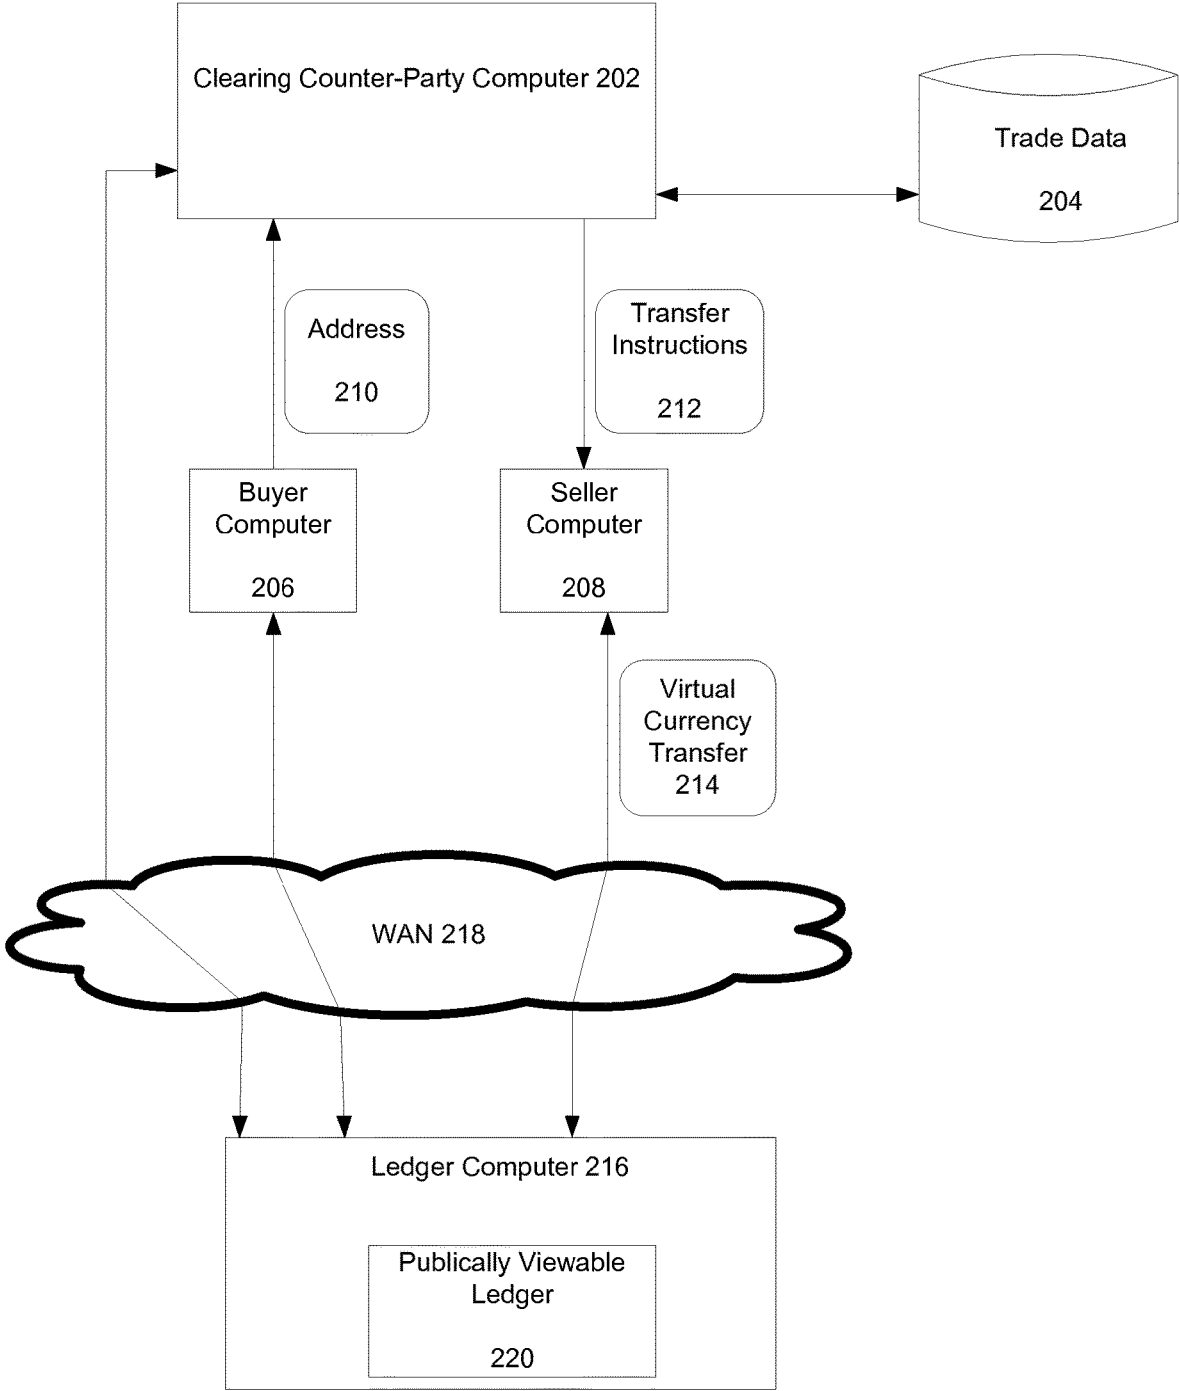 Clearing Counter-Party Computer 202
Trade Data
204
Address
210
Transfer
Instructions
212
Buyer
Computer
206
Seller
Computer
208
Virtual
Currency
Transfer
214
WAN 218
Ledger Computer 216
Publically Viewable
Ledger
220